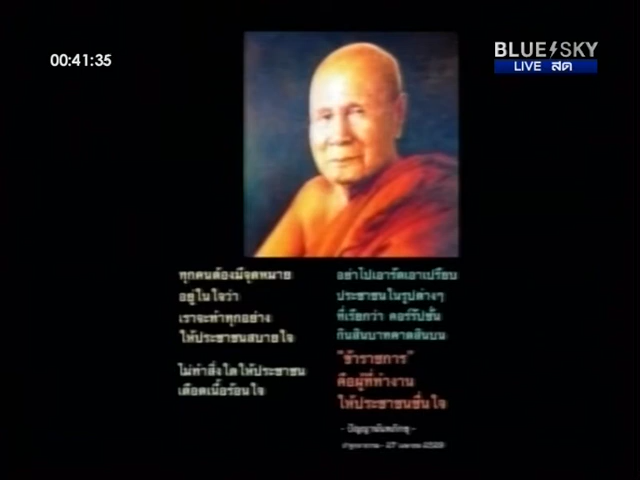 00:41:35
BLUE SKY
LIVE สด
ทุกคนต้องมีจุดหมาย
อยู่ในใจว่า
เราจะทำทุกอย่าง
ให้ประชาชนสบายใจ
ไม่ทำสิ่งใดให้ประชาชน
เดือดเนื้อร้อนใจ
อย่าไปเอารัดเอาเปรียบ
ประชาชนในรูปต่างๆ
ที่เรียกว่า คอร์รัปชั่น
กินสินบาทคาดสินบน
"ข้าราชการ"
คือผู้ที่ทำงาน
ให้ประชาชนชื่นใจ
- ปัญญานันทภิกขุ -